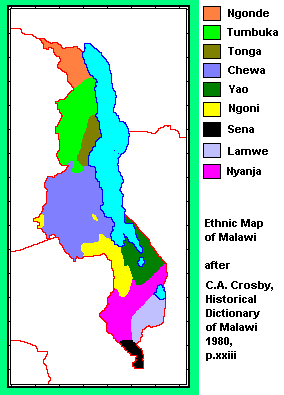 Ngonde
Tumbuka
Tonga
Chewa
Yao
Ngoni
Sena
Lamwe
Nyanja
Ethnic Map
of Malawi
after
C.A. Crosby,
Historical
Dictionary
of Malawi
1980,
p.xxiii